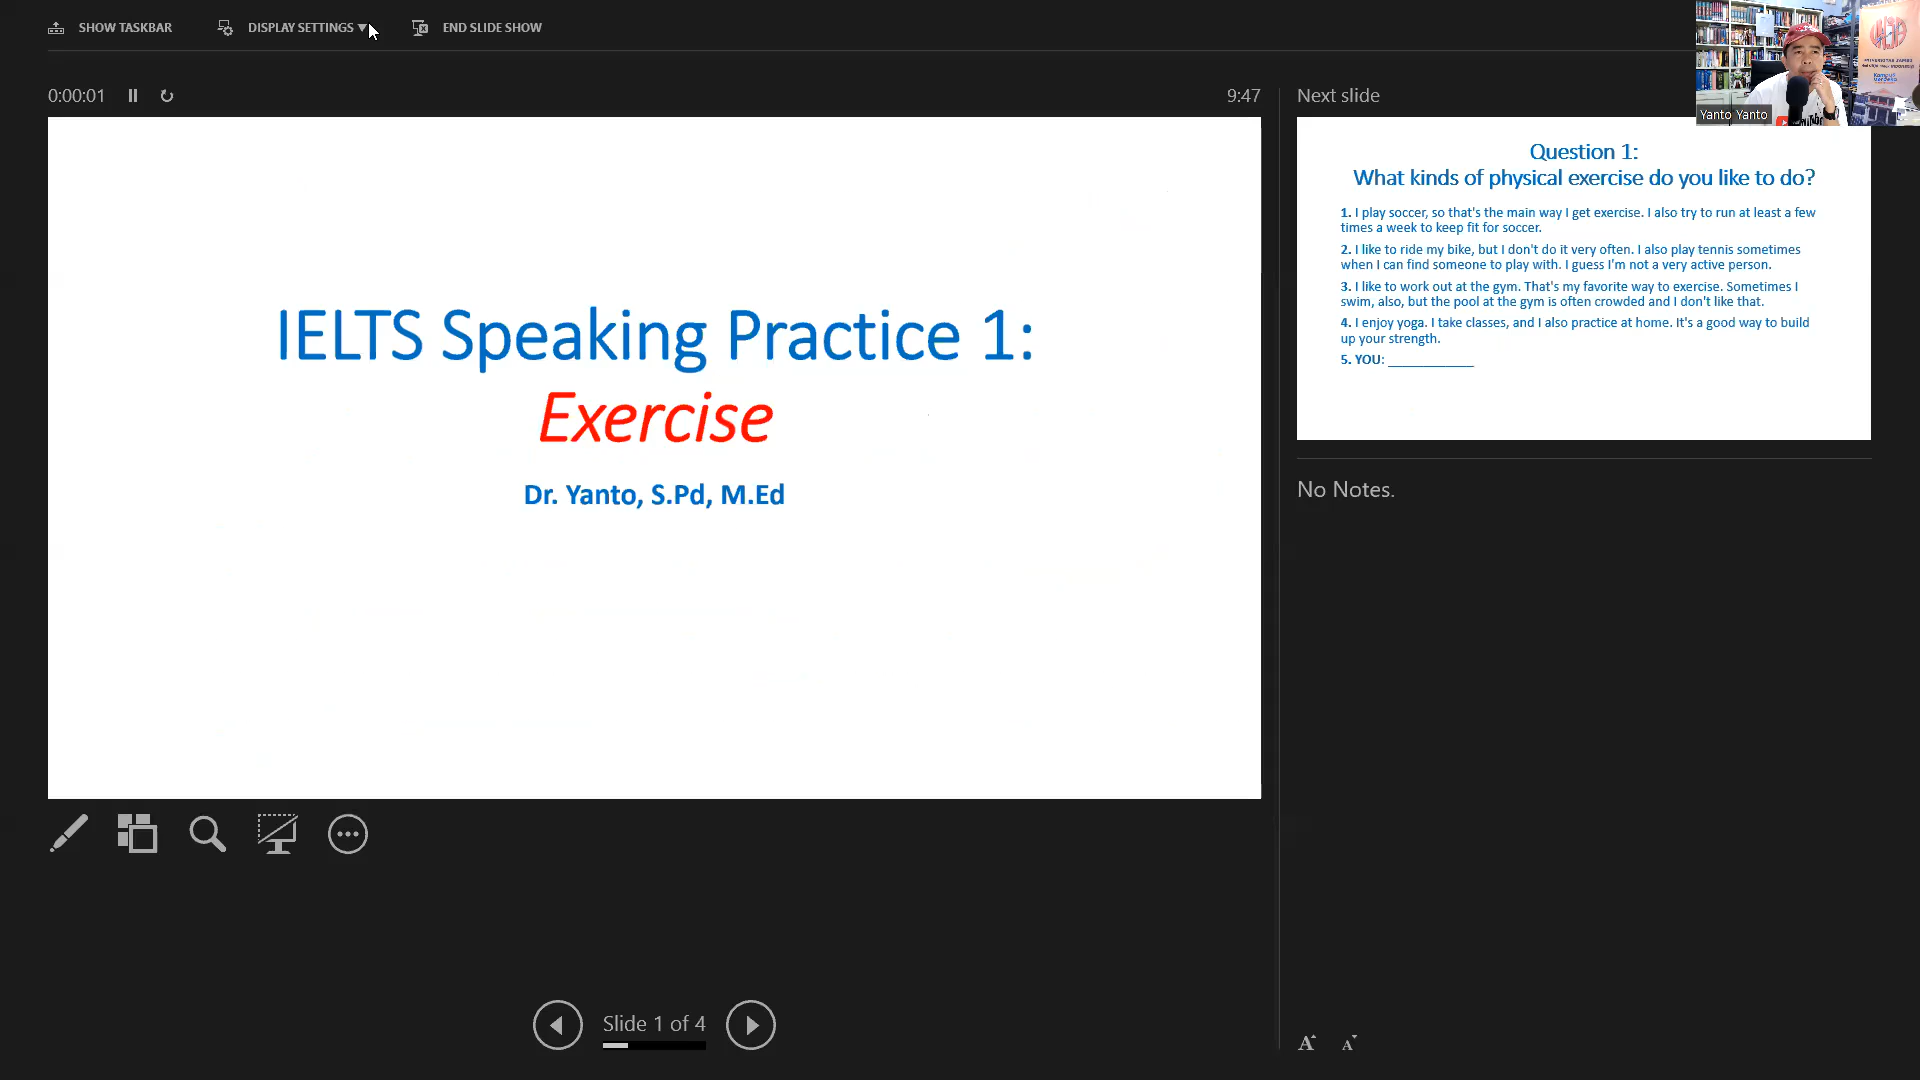 SHOW TASKBAR
DISPLAY SETTINGS
END SLIDE SHOW
0:00:01
9:47
Next slide
Yanto Yanto
IELTS Speaking Practice 1:
Exercise
Dr. Yanto, S.Pd, M.Ed
Question 1:
What kinds of physical exercise do you like to do?
1. I play soccer, so that's the main way I get exercise. I also try to run at least a few
times a week to keep fit for soccer.
2. I like to ride my bike, but I don't do it very often. I also play tennis sometimes
when I can find someone to play with. I guess I'm not a very active person.
3. I like to work out at the gym. That's my favorite way to exercise. Sometimes I
swim, also, but the pool at the gym is often crowded and I don't like that.
4. I enjoy yoga. I take classes, and I also practice at home. It's a good way to build
up your strength.
5. YOU: ____________
No Notes.
Slide 1 of 4
A A